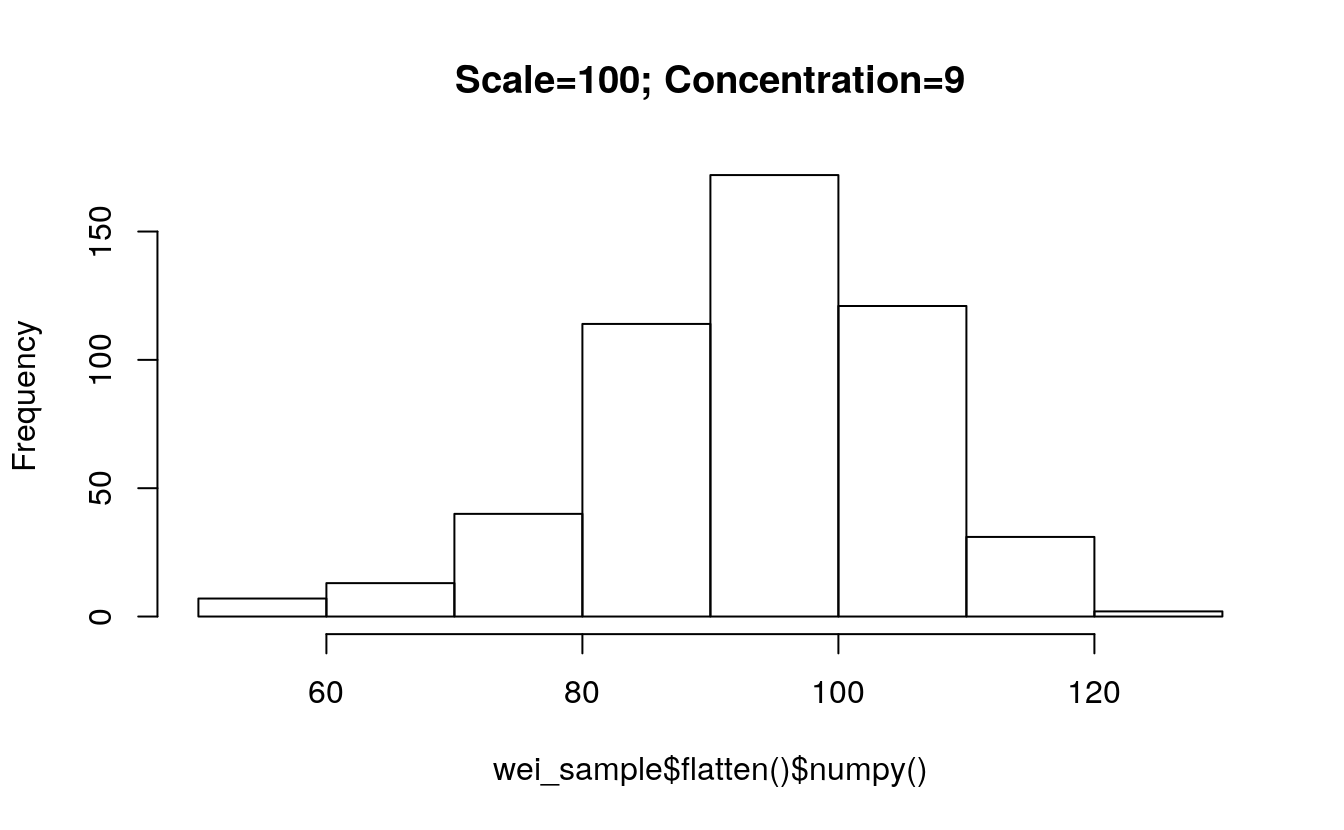 Scale=100; Concentration=9
Frequency
150
100
50
0
60 80 100 120
wei_sample$flatten()$numpy()